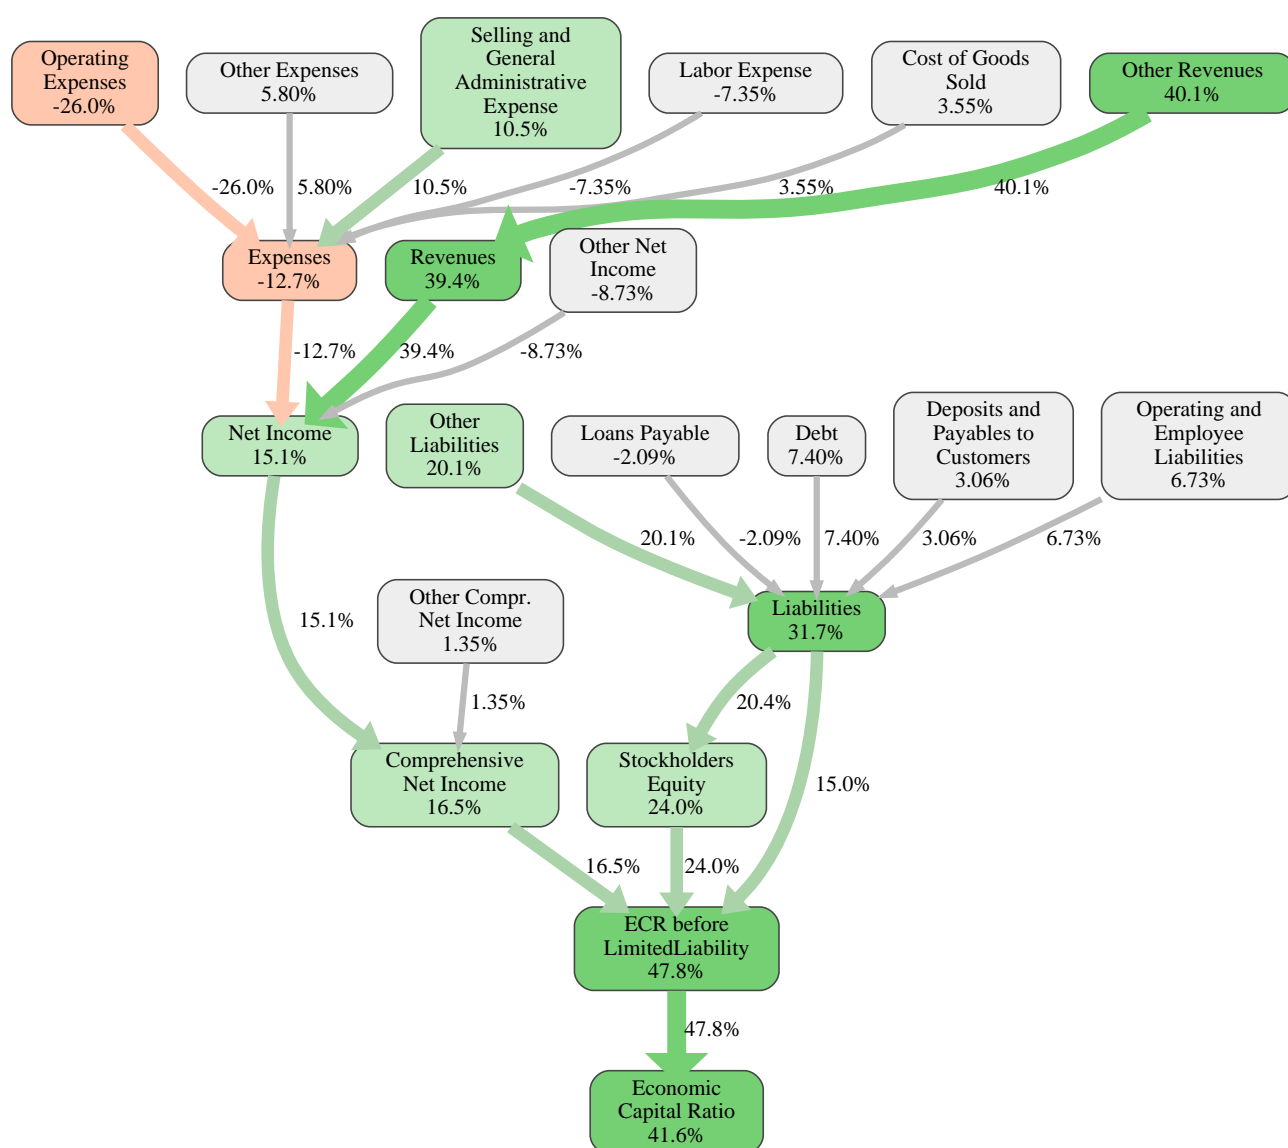 Operating
Expenses
-26.0%
Other Expenses
5.80%
Selling and
General
Administrative
Expense
10.5%
Labor Expense
-7.35%
Cost of Goods
Sold
3.55%
Other Revenues
40.1%
-26.0%
5.80%
10.5%
-7.35%
3.55%
40.1%
Expenses
-12.7%
Revenues
39.4%
Other Net
Income
-8.73%
-12.7%
39.4%
-8.73%
Net Income
15.1%
Other
Liabilities
20.1%
Loans Payable
-2.09%
Debt
7.40%
Deposits and
Payables to
Customers
3.06%
Operating and
Employee
Liabilities
6.73%
20.1%
-2.09%
7.40%
3.06%
6.73%
15.1%
Other Compr.
Net Income
1.35%
Liabilities
31.7%
1.35%
20.4%
Comprehensive
Net Income
16.5%
Stockholders
Equity
24.0%
15.0%
16.5%
24.0%
ECR before
LimitedLiability
47.8%
47.8%
Economic
Capital Ratio
41.6%